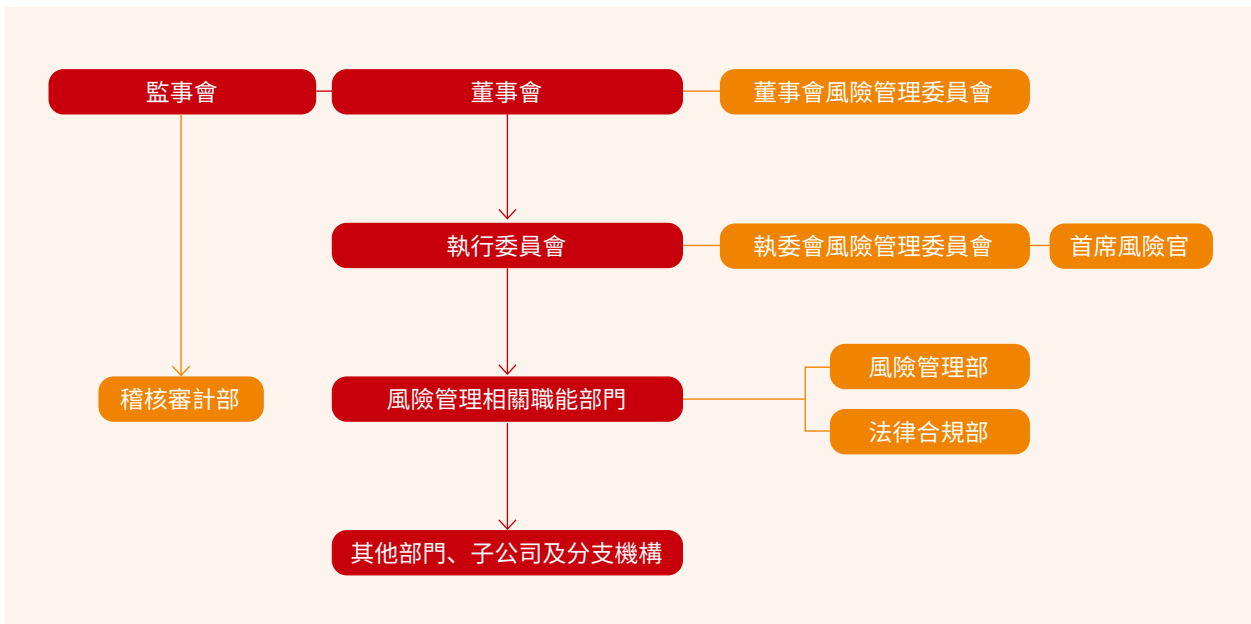 監事會
董事會
董事會風險管理委員會
執行委員會
執委會風險管理委員會
首席風險官
風險管理部
稽核審計部
風險管理相關職能部門
法律合規部
其他部門、子公司及分支機構